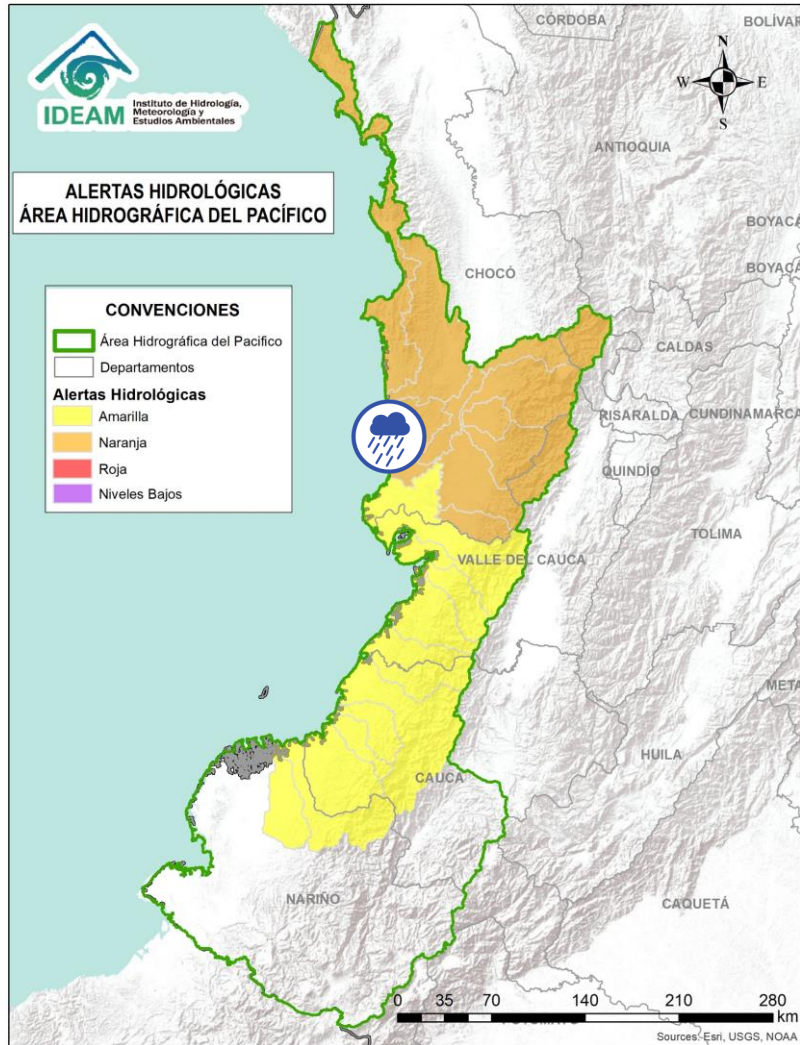 IDEAM
Instituto de Hidrología,
Meteorología y
Estudios Ambientales
ALERTAS HIDROLÓGICAS
ÁREA HIDROGRÁFICA DEL PACÍFICO
CONVENCIONES
Área Hidrográfica del Pacifico
Departamentos
Alertas Hidrológicas
Amarilla
Naranja
Roja
Niveles Bajos
N
W
E
S
CÓRDOBA
BOLÍVAR
ANTIOQUIA
BOYACÁ
CHOCÓ
BOYACÁ
CALDAS
RISARALDA
CUNDINAMARCA
QUINDÍO
TOLIMA
VALLE DEL CAUCA
META
HUILA
CAUCA
NARIÑO
CAQUETÁ
0 35 70 140 210 280
km
Sources: Esri, USGS, NOAA